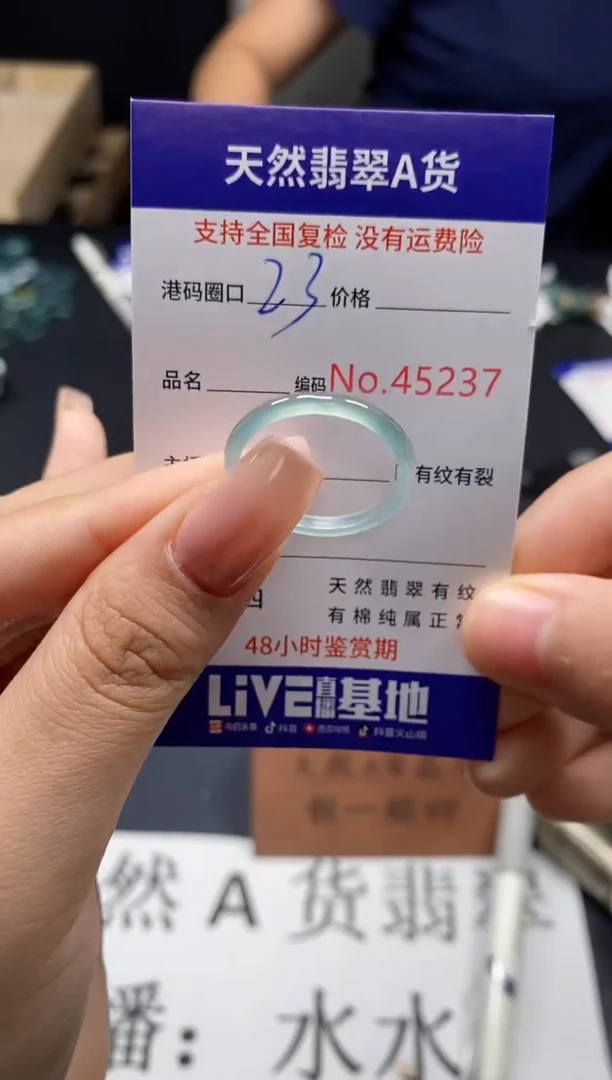 天然翡翠A货
支持全国复检 没有运费险
港码圈口 23 价格
品名 编码 No.45237
有纹有裂
天然翡翠有纹
有棉纯属正
48小时鉴赏期
LiVE直播基地
今日头条 抖音 西瓜视频 抖音火山版
然A货翡翠
播：水水